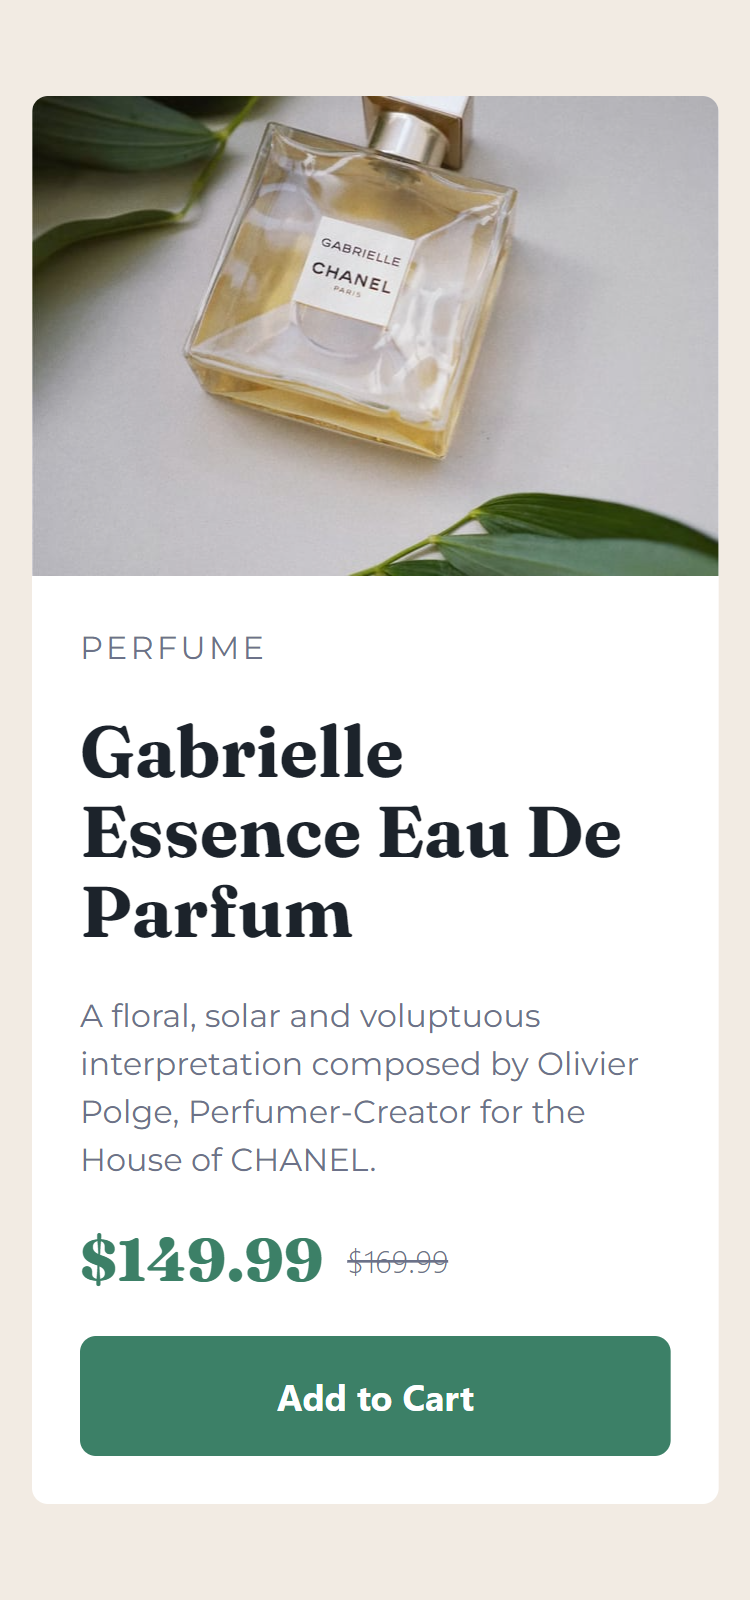 GABRIELLE
CHANEL
PARIS
PERFUME
Gabrielle
Essence Eau De
Parfum
A floral, solar and voluptuous
interpretation composed by Olivier
Polge, Perfumer-Creator for the
House of CHANEL.
$149.99 $169.99
Add to Cart